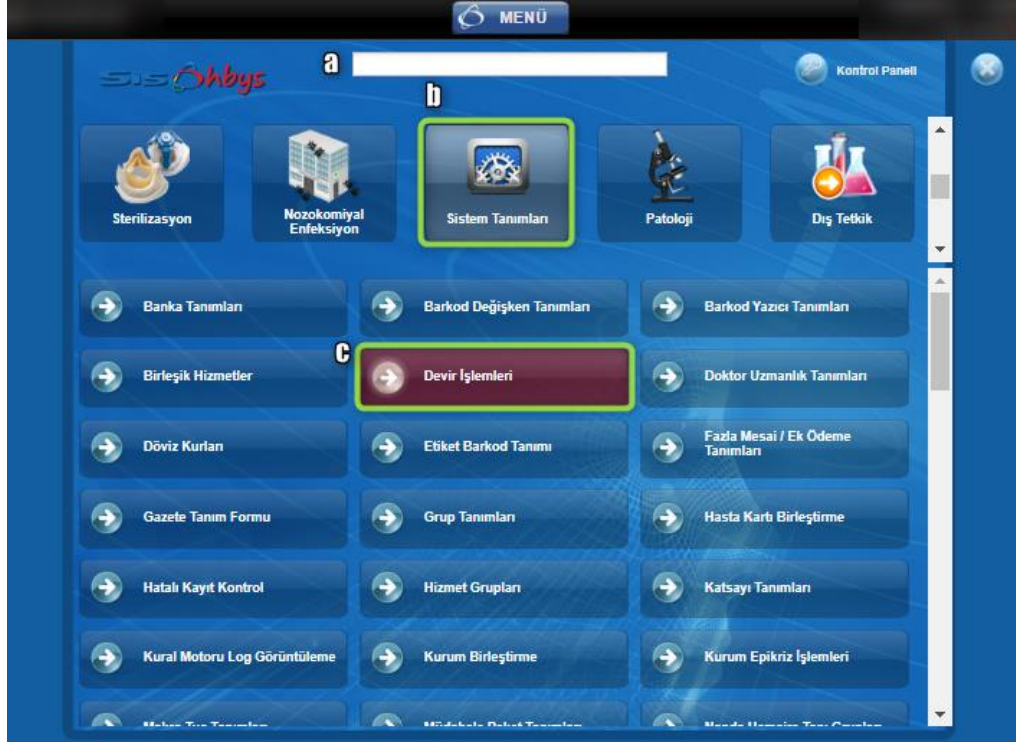 MENÜ
SisOhbys
a
Kontrol Paneli
b
Sterilizasyon
Nozokomiyal
Enfeksiyon
Sistem Tanımları
Patoloji
Dış Tetkik
Banka Tanımları
Barkod Değişken Tanımları
Barkod Yazıcı Tanımları
c
Birleşik Hizmetler
Devir İşlemleri
Doktor Uzmanlık Tanımları
Döviz Kurları
Etiket Barkod Tanımı
Fazla Mesai / Ek Ödeme
Tanımları
Gazete Tanım Formu
Grup Tanımları
Hasta Kartı Birleştirme
Hatalı Kayıt Kontrol
Hizmet Grupları
Katsayı Tanımları
Kural Motoru Log Görüntüleme
Kurum Birleştirme
Kurum Epikriz İşlemleri